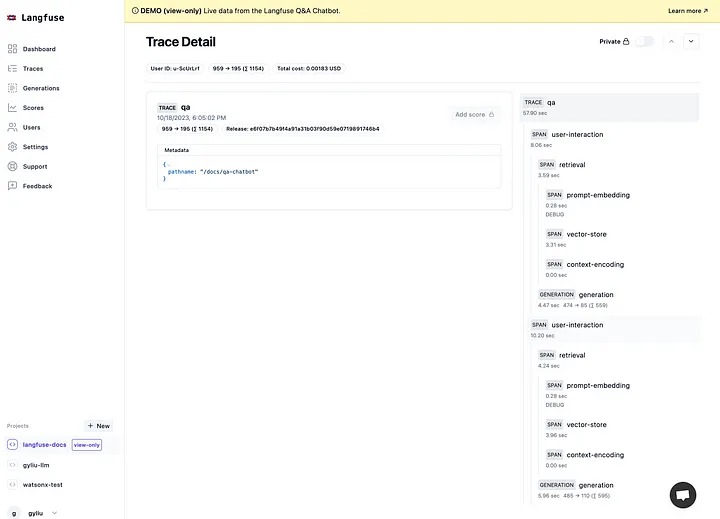 Langfuse
DEMO (view-only) Live data from the Langfuse Q&A Chatbot.
Learn more
Dashboard
Traces
Generations
Scores
Users
Settings
Support
Feedback
Projects
+ New
langfuse-docs view-only
gyliu-llm
watsonx-test
g gyliu
Trace Detail
Private
User ID: u-ScUrLrf
959 → 195 (∑ 1154)
Total cost: 0.00183 USD
TRACE qa
10/18/2023, 6:05:02 PM
959 → 195 (∑ 1154)
Release: e6f07b7b49f4a91a31b03f90d59e0719891746b4
Add score
Metadata
{
pathname: "/docs/qa-chatbot"
}
TRACE qa
57.90 sec
SPAN user-interaction
8.06 sec
SPAN retrieval
3.59 sec
SPAN prompt-embedding
0.28 sec
DEBUG
SPAN vector-store
3.31 sec
SPAN context-encoding
0.00 sec
GENERATION generation
4.47 sec 474 → 85 (∑ 559)
SPAN user-interaction
10.20 sec
SPAN retrieval
4.24 sec
SPAN prompt-embedding
0.28 sec
DEBUG
SPAN vector-store
3.96 sec
SPAN context-encoding
0.00 sec
GENERATION generation
5.96 sec 485 → 110 (∑ 595)